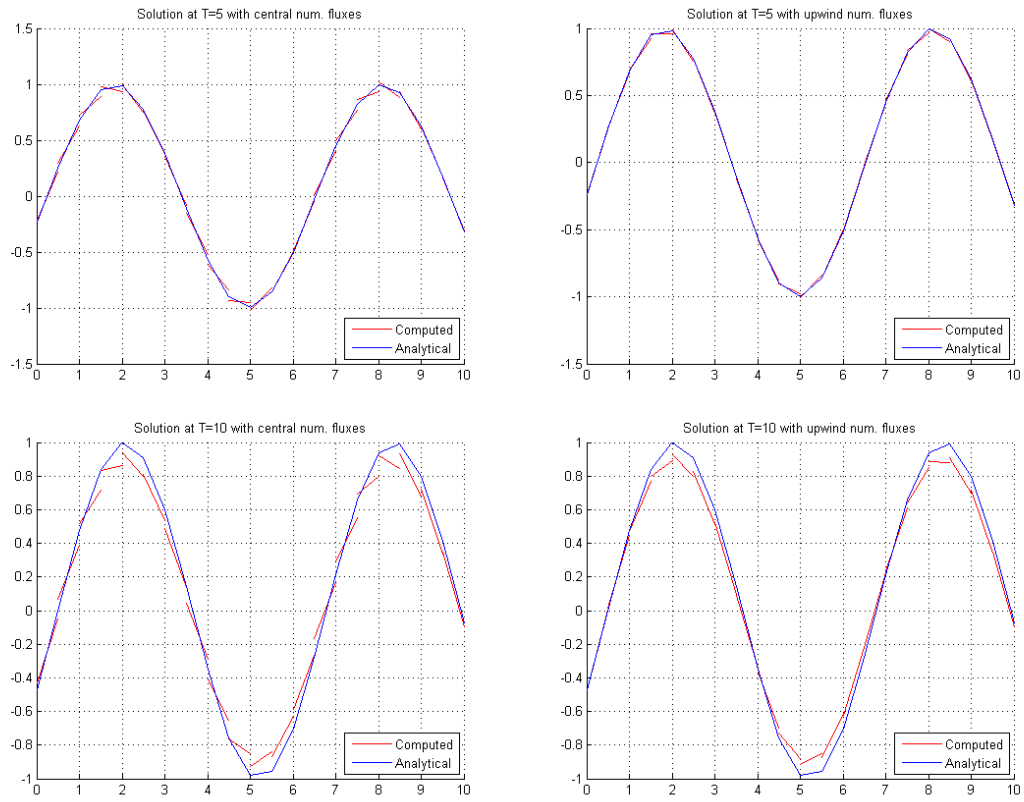 Solution at T=5 with central num. fluxes
1.5
1
0.5
0
-0.5
-1
-1.5
0 1 2 3 4 5 6 7 8 9 10
Computed
Analytical
Solution at T=5 with upwind num. fluxes
1
0.5
0
-0.5
-1
-1.5
0 1 2 3 4 5 6 7 8 9 10
Computed
Analytical
Solution at T=10 with central num. fluxes
1
0.8
0.6
0.4
0.2
0
-0.2
-0.4
-0.6
-0.8
-1
0 1 2 3 4 5 6 7 8 9 10
Computed
Analytical
Solution at T=10 with upwind num. fluxes
1
0.8
0.6
0.4
0.2
0
-0.2
-0.4
-0.6
-0.8
-1
0 1 2 3 4 5 6 7 8 9 10
Computed
Analytical